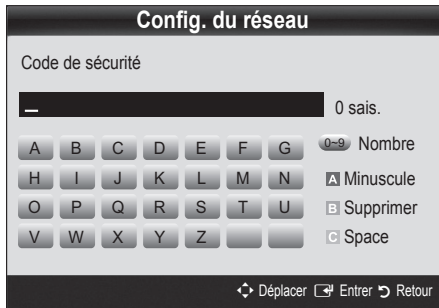 Config. du réseau
Code de sécurité
_ 0 sais.
A B C D E F G 0~9 Nombre
H I J K L M N A Minuscule
O P Q R S T U B Supprimer
V W X Y Z C Space
Déplacer Entrer Retour